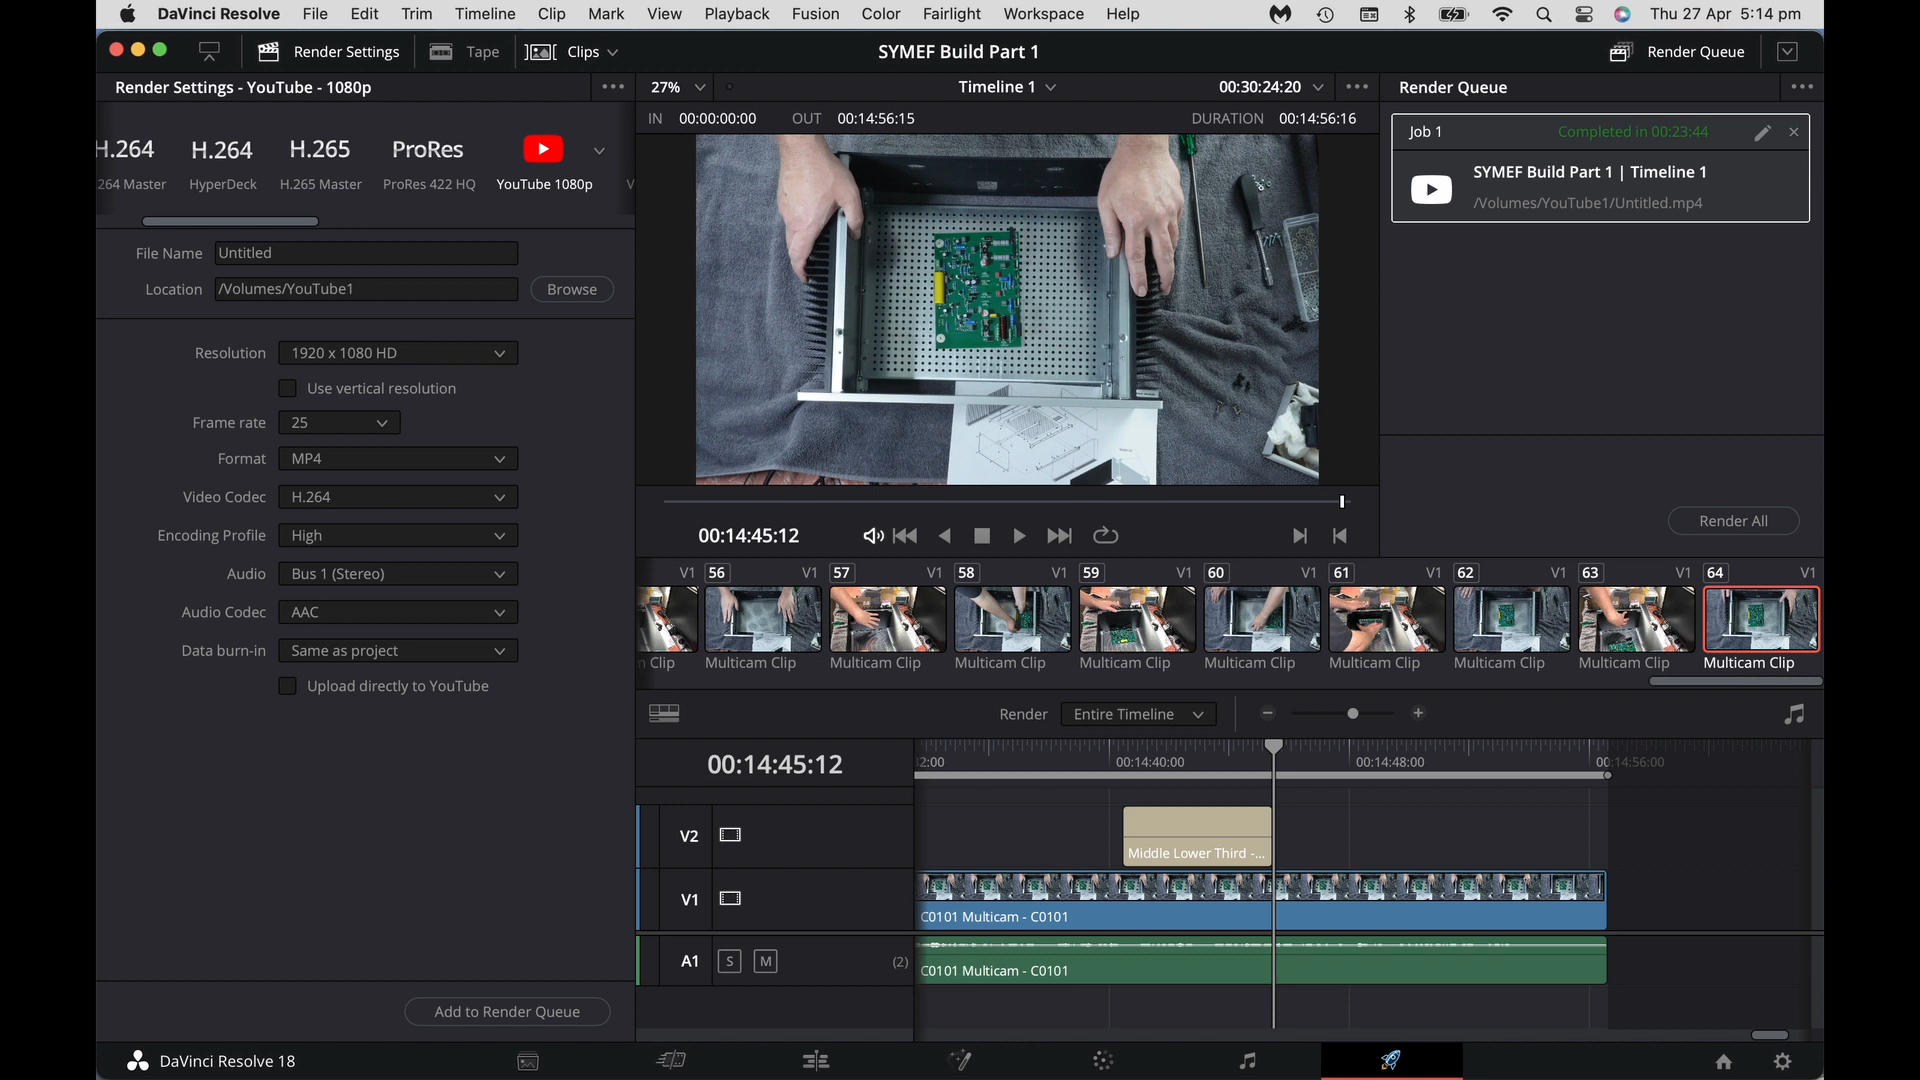 DaVinci Resolve File Edit Trim Timeline Clip Mark View Playback Fusion Color Fairlight Workspace Help Thu 27 Apr 5:14 pm
Render Settings Tape Clips SYMEF Build Part 1 Render Queue
Render Settings - YouTube - 1080p 27% Timeline 1 00:30:24:20 Render Queue
IN 00:00:00:00 OUT 00:14:56:15 DURATION 00:14:56:16
Job 1 Completed in 00:23:44
SYMEF Build Part 1 | Timeline 1
/Volumes/YouTube1/Untitled.mp4
H.264 H.264 H.265 ProRes
264 Master HyperDeck H.265 Master ProRes 422 HQ YouTube 1080p
File Name Untitled
Location /Volumes/YouTube1 Browse
Resolution 1920 x 1080 HD
Use vertical resolution
Frame rate 25
Format MP4
Video Codec H.264
Encoding Profile High
Audio Bus 1 (Stereo)
Audio Codec AAC
Data burn-in Same as project
Upload directly to YouTube
Add to Render Queue
00:14:45:12
Render All
V1 56 V1 57 V1 58 V1 59 V1 60 V1 61 V1 62 V1 63 V1 64 V1
n Clip Multicam Clip Multicam Clip Multicam Clip Multicam Clip Multicam Clip Multicam Clip Multicam Clip Multicam Clip Multicam Clip
Render Entire Timeline
00:14:45:12 2:00 00:14:40:00 00:14:48:00 00:14:56:00
V2 Middle Lower Third -...
V1 C0101 Multicam - C0101
A1 S M (2) C0101 Multicam - C0101
DaVinci Resolve 18